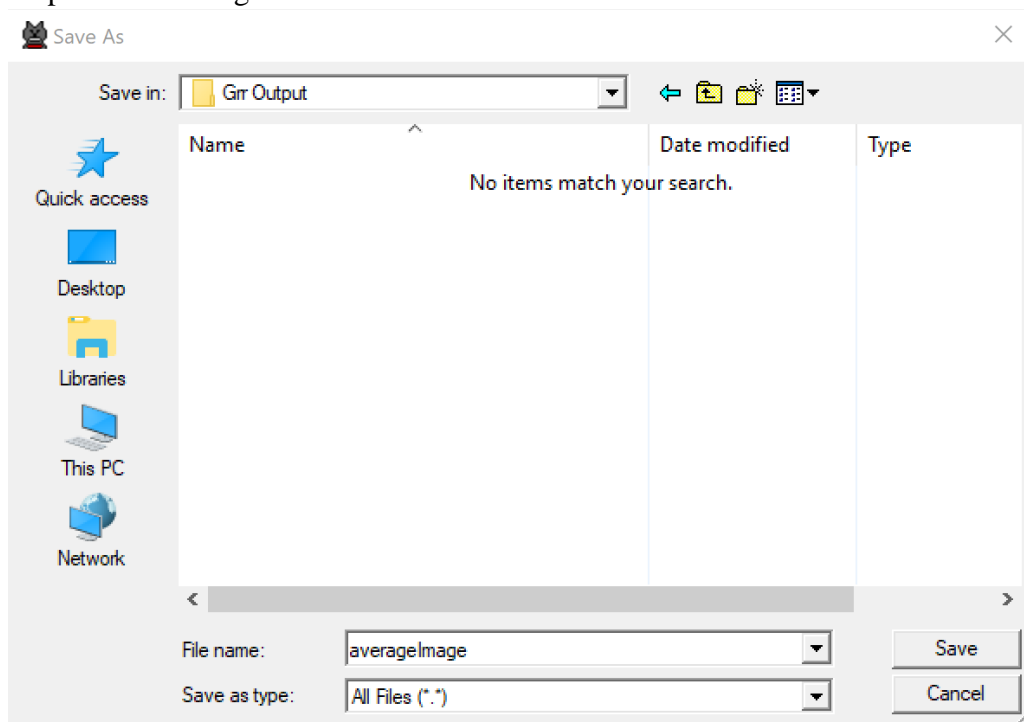 Save As
Save in:
Grr Output
Name
Date modified
Type
No items match your search.
Quick access
Desktop
Libraries
This PC
Network
File name:
averageImage
Save
Save as type:
All Files (*.*)
Cancel